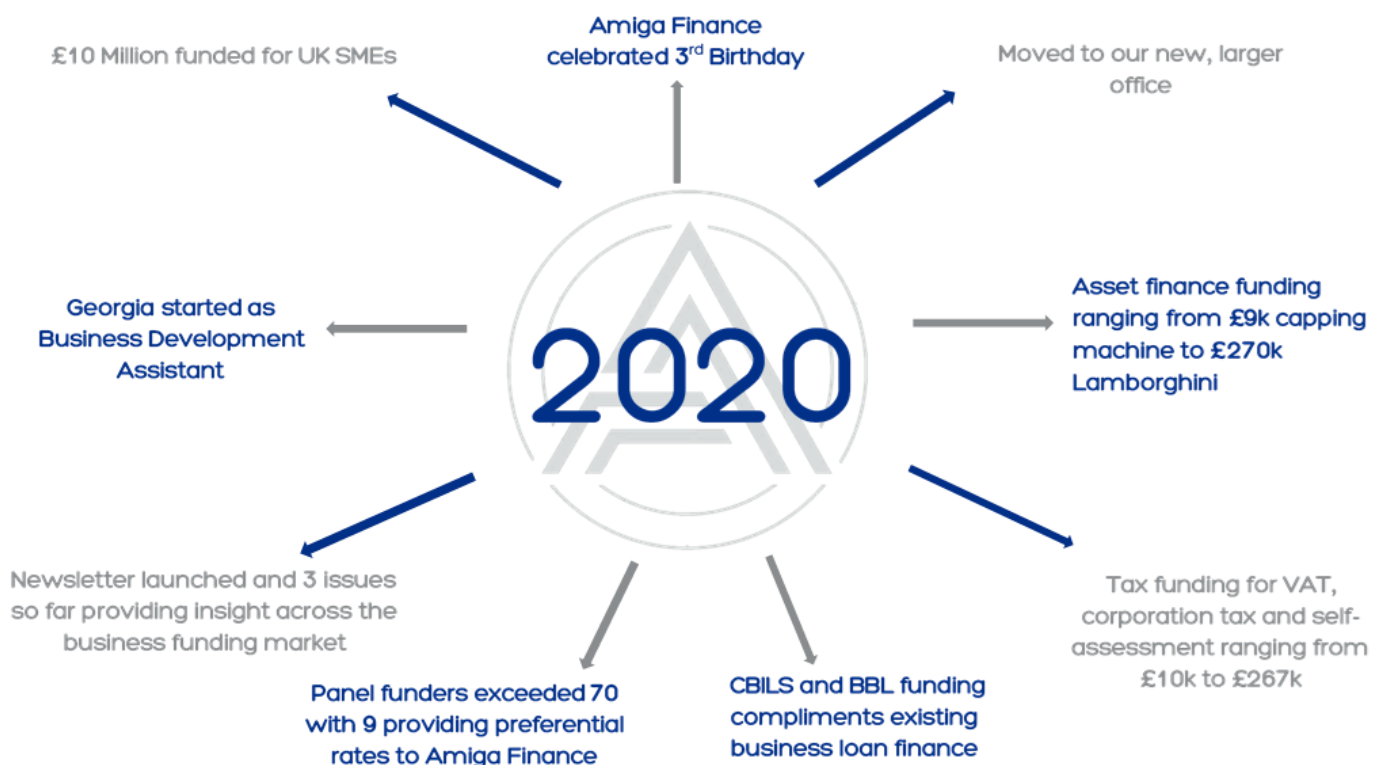 Amiga Finance
celebrated 3rd Birthday
£10 Million funded for UK SMEs
Moved to our new, larger
office
Georgia started as
Business Development
Assistant
2020
Asset finance funding
ranging from £9k capping
machine to £270k
Lamborghini
Newsletter launched and 3 issues
so far providing insight across the
business funding market
Tax funding for VAT,
corporation tax and self-
assessment ranging from
£10k to £267k
Panel funders exceeded 70
with 9 providing preferential
rates to Amiga Finance
CBILS and BBL funding
compliments existing
business loan finance